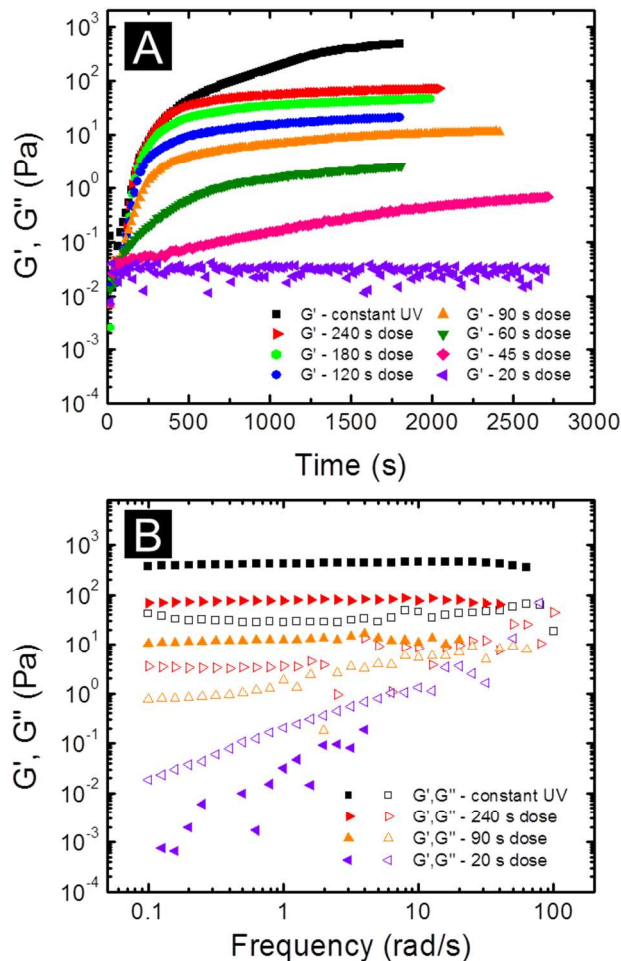 A
10³
10²
10¹
10⁰
10⁻¹
10⁻²
10⁻³
10⁻⁴
G', G" (Pa)
G' - constant UV
G' - 240 s dose
G' - 180 s dose
G' - 120 s dose
G' - 90 s dose
G' - 60 s dose
G' - 45 s dose
G' - 20 s dose
0 500 1000 1500 2000 2500 3000
Time (s)
B
10³
10²
10¹
10⁰
10⁻¹
10⁻²
10⁻³
10⁻⁴
G', G" (Pa)
G',G" - constant UV
G',G" - 240 s dose
G',G" - 90 s dose
G',G" - 20 s dose
0.1 1 10 100
Frequency (rad/s)